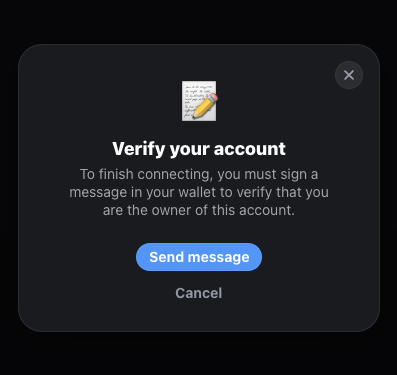 Verify your account
To finish connecting, you must sign a
message in your wallet to verify that you
are the owner of this account.
Send message
Cancel